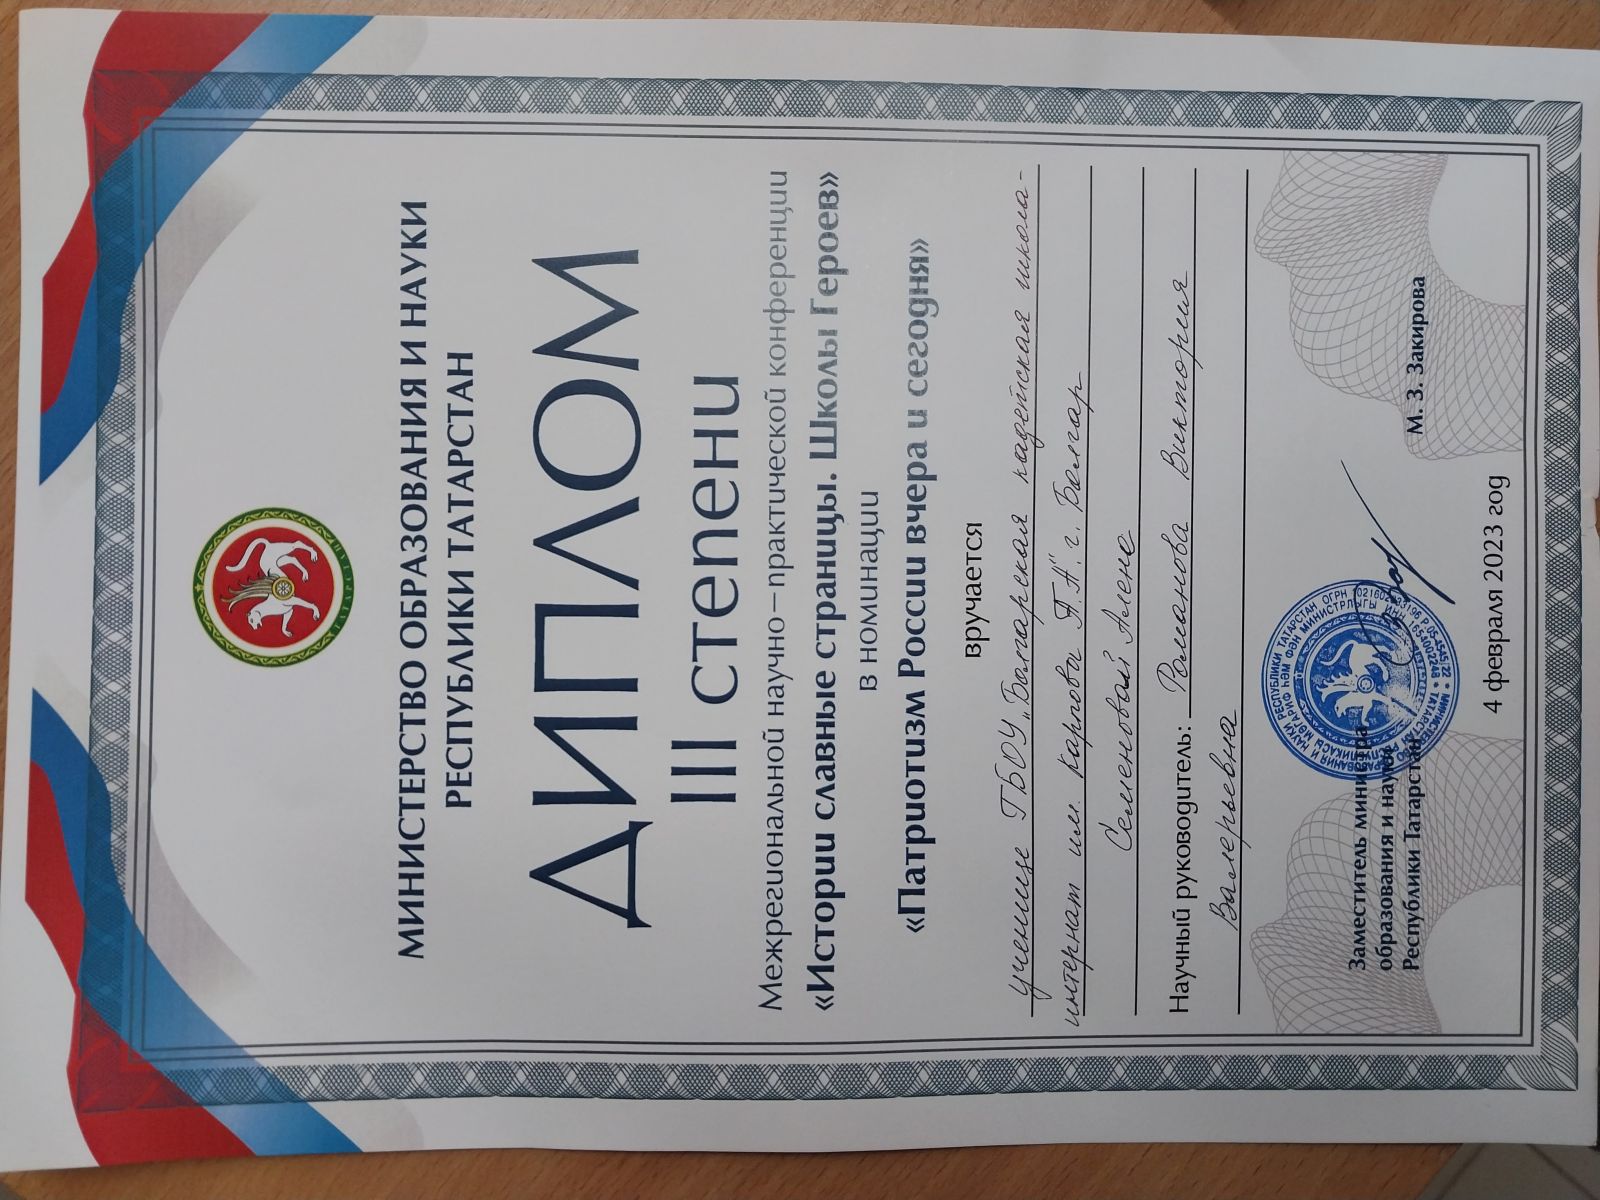 МИНИСТЕРСТВО ОБРАЗОВАНИЯ И НАУКИ
РЕСПУБЛИКИ ТАТАРСТАН
ДИПЛОМ
III степени
Межрегиональной научно–практической конференции
«Истории славные страницы. Школы Героев»
в номинации
«Патриотизм России вчера и сегодня»
вручается
ученице ГБОУ „Болгарская кадетская школа-
интернат им. Карпова П.П." г. Болгар
Семеновой Алене
Научный руководитель: Романова Виктория
Валерьевна
Заместитель министра
образования и науки
Республики Татарстан
М. З. Закирова
4 февраля 2023 год
ТАТАРСТАН